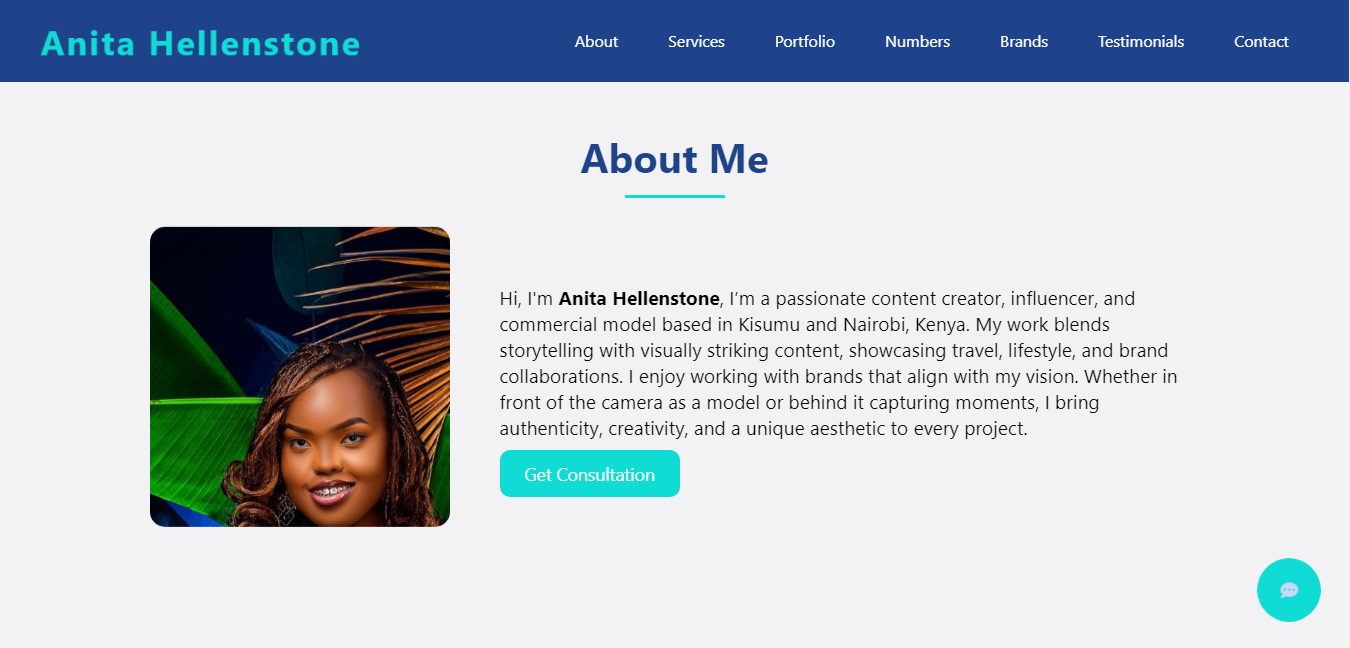 Anita Hellenstone
About
Services
Portfolio
Numbers
Brands
Testimonials
Contact
About Me
Hi, I'm Anita Hellenstone, I’m a passionate content creator, influencer, and
commercial model based in Kisumu and Nairobi, Kenya. My work blends
storytelling with visually striking content, showcasing travel, lifestyle, and brand
collaborations. I enjoy working with brands that align with my vision. Whether in
front of the camera as a model or behind it capturing moments, I bring
authenticity, creativity, and a unique aesthetic to every project.
Get Consultation